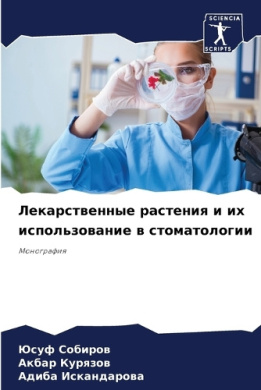 SCIENCIA
SCRIPTS
Лекарственные растения и их
использование в стоматологии
Монография
Юсуф Собиров
Акбар Курязов
Адиба Искандарова